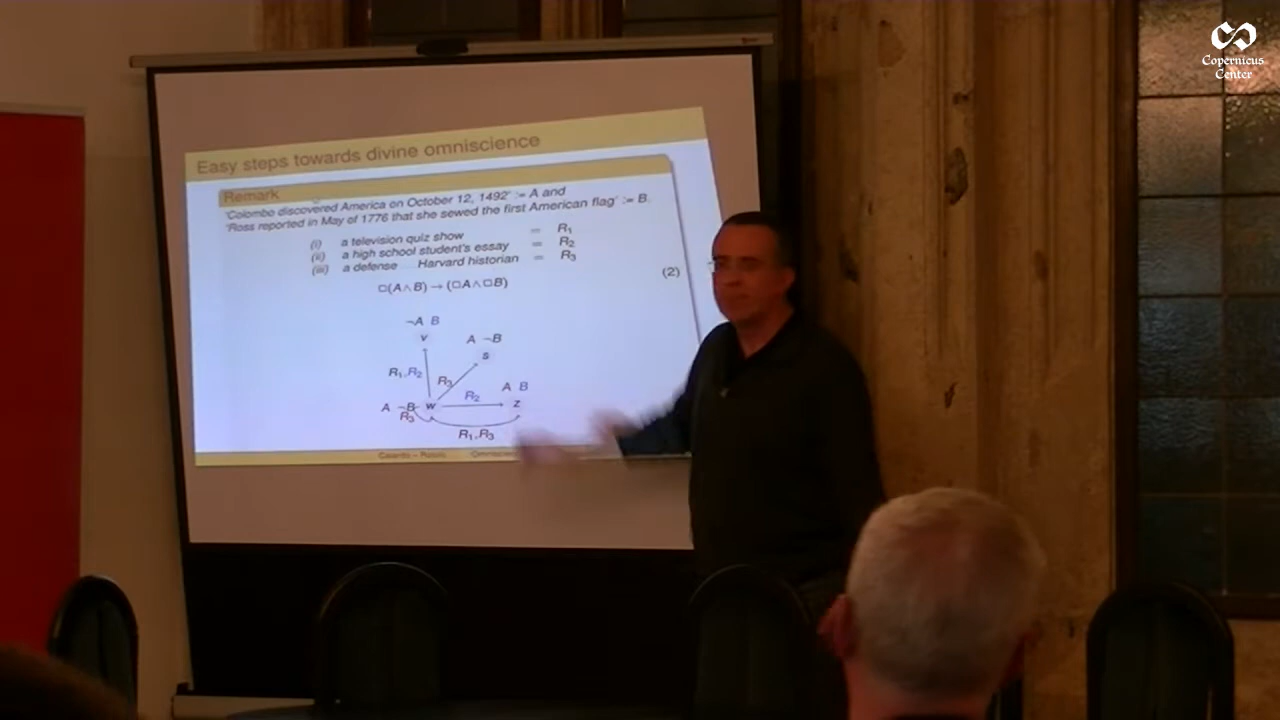 Copernicus
Center
Easy steps towards divine omniscience
Remark
'Colombo discovered America on October 12, 1492' := A and
'Ross reported in May of 1776 that she sewed the first American flag' := B.
(i) a television quiz show = R₁
(ii) a high school student's essay = R₂
(iii) a defense Harvard historian = R₃
(2)
□(A∧B) → (□A∧□B)
¬A B
v
A ¬B
s
R₁,R₂
R₃
A B
R₂
A ¬B w z
R₃
R₁,R₃